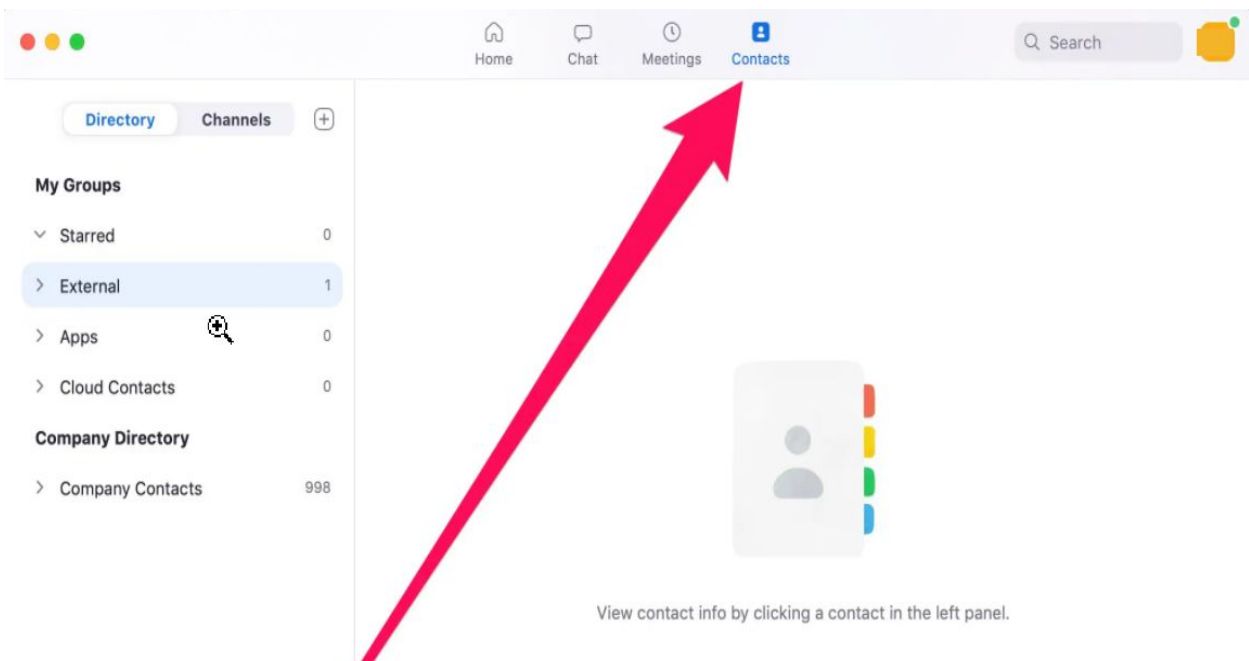 Home
Chat
Meetings
Contacts
Search
Directory
Channels
My Groups
Starred
0
External
1
Apps
0
Cloud Contacts
0
Company Directory
Company Contacts
998
View contact info by clicking a contact in the left panel.